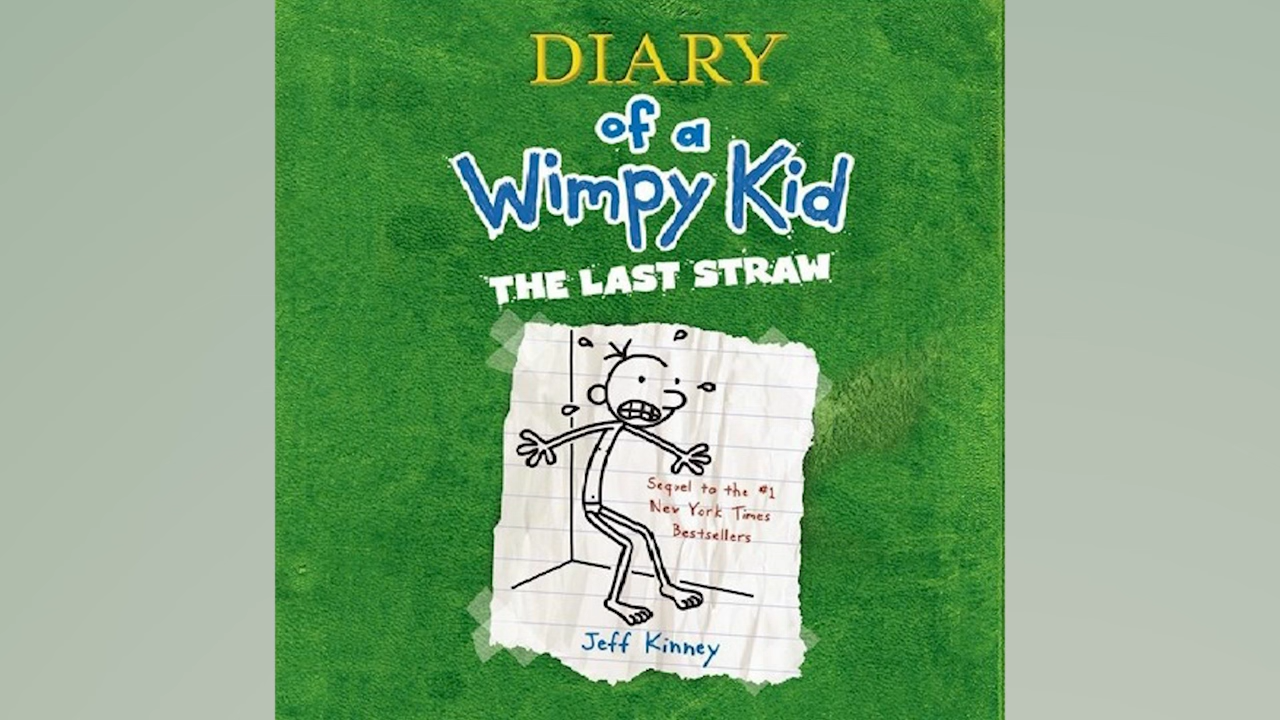 DIARY
of a
Wimpy Kid
THE LAST STRAW
Sequel to the #1
New York Times
Bestsellers
Jeff Kinney